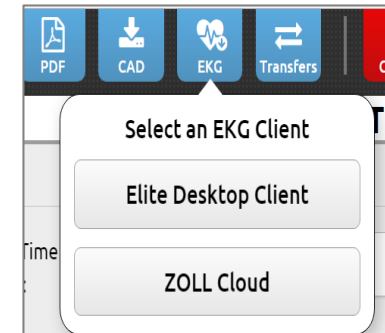 PDF
CAD
EKG
Transfers
Select an EKG Client
Elite Desktop Client
Time
:
ZOLL Cloud